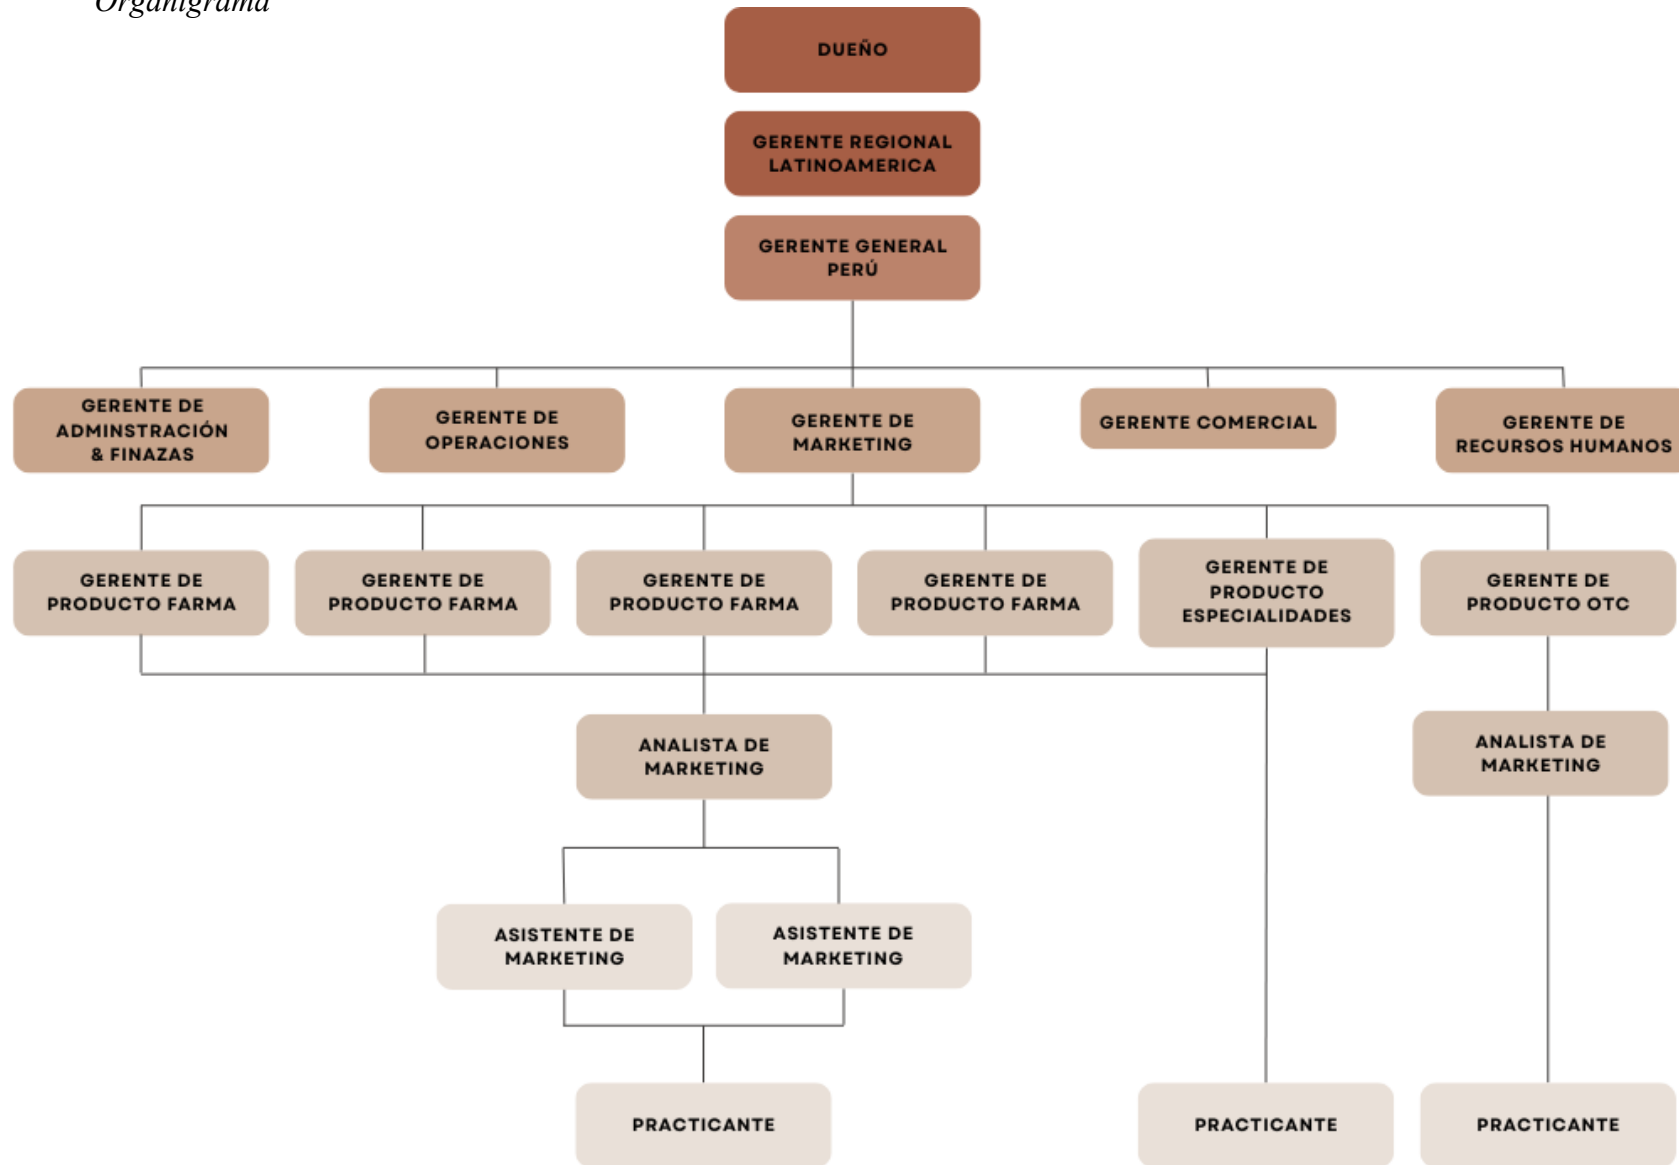 Organigrama
DUEÑO
GERENTE REGIONAL
LATINOAMERICA
GERENTE GENERAL
PERÚ
GERENTE DE
ADMINSTRACIÓN
& FINAZAS
GERENTE DE
OPERACIONES
GERENTE DE
MARKETING
GERENTE COMERCIAL
GERENTE DE
RECURSOS HUMANOS
GERENTE DE
PRODUCTO FARMA
GERENTE DE
PRODUCTO FARMA
GERENTE DE
PRODUCTO FARMA
GERENTE DE
PRODUCTO FARMA
GERENTE DE
PRODUCTO
ESPECIALIDADES
GERENTE DE
PRODUCTO OTC
ANALISTA DE
MARKETING
ANALISTA DE
MARKETING
ASISTENTE DE
MARKETING
ASISTENTE DE
MARKETING
PRACTICANTE
PRACTICANTE
PRACTICANTE